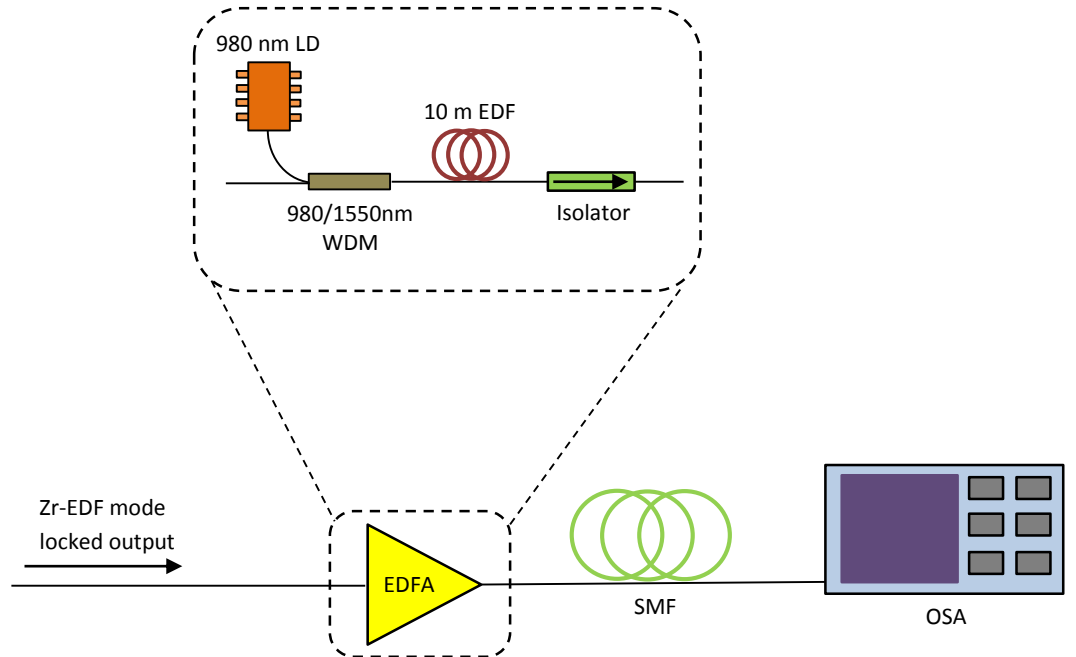 980 nm LD
10 m EDF
980/1550nm
WDM
Isolator
Zr-EDF mode
locked output
EDFA
SMF
OSA